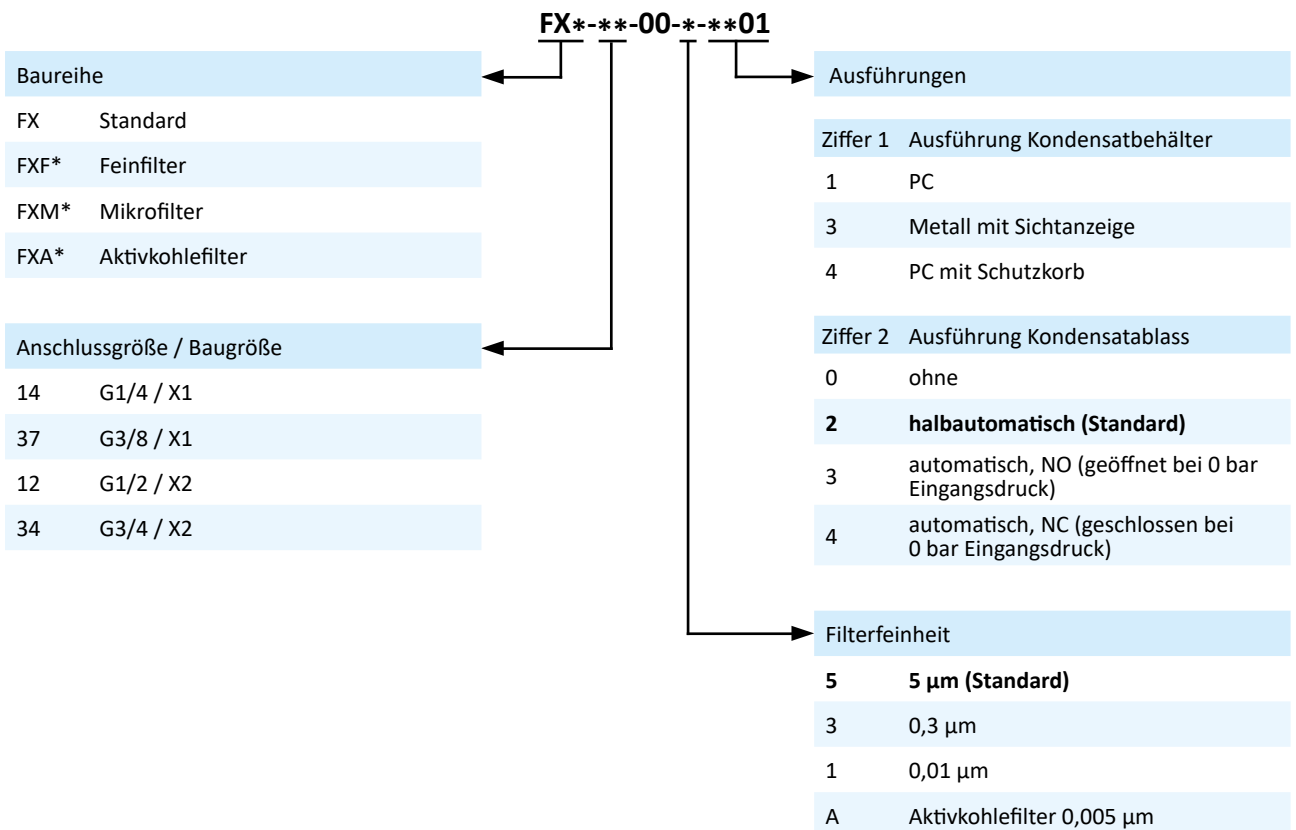 FX*-**-00-*-**01
Baureihe
FX Standard
FXF* Feinfilter
FXM* Mikrofilter
FXA* Aktivkohlefilter
Anschlussgröße / Baugröße
14 G1/4 / X1
37 G3/8 / X1
12 G1/2 / X2
34 G3/4 / X2
Ausführungen
Ziffer 1 Ausführung Kondensatbehälter
1 PC
3 Metall mit Sichtanzeige
4 PC mit Schutzkorb
Ziffer 2 Ausführung Kondensatablass
0 ohne
2 halbautomatisch (Standard)
3 automatisch, NO (geöffnet bei 0 bar
Eingangsdruck)
4 automatisch, NC (geschlossen bei
0 bar Eingangsdruck)
Filterfeinheit
5 5 µm (Standard)
3 0,3 µm
1 0,01 µm
A Aktivkohlefilter 0,005 µm